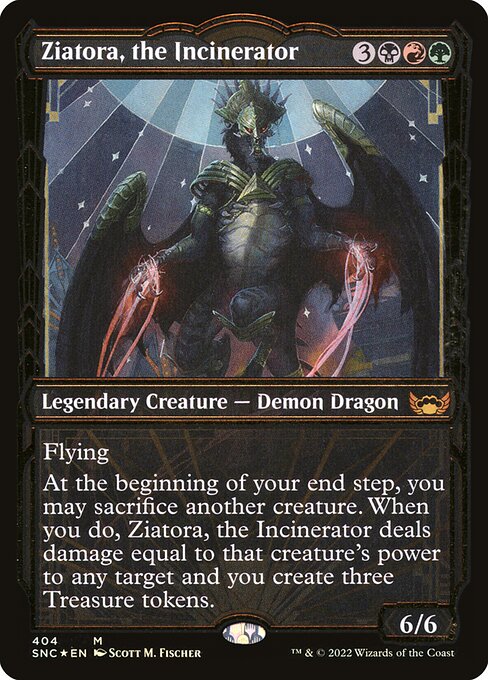 Ziatora, the Incinerator 3
Legendary Creature — Demon Dragon
Flying
At the beginning of your end step, you
may sacrifice another creature. When
you do, Ziatora, the Incinerator deals
damage equal to that creature's power
to any target and you create three
Treasure tokens.
6/6
404 M
SNC★EN Scott M. Fischer ™ & © 2022 Wizards of the Coast